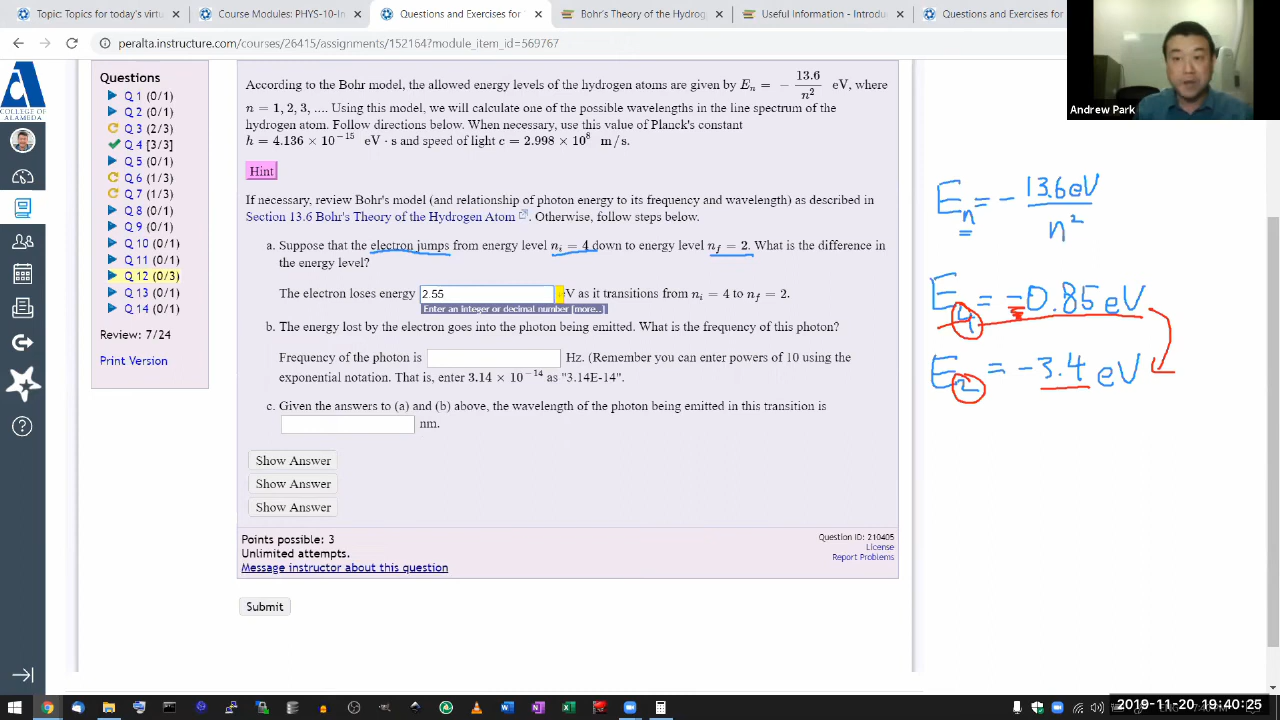 Topic: Topics for today's virtu
Course Modules: PHYS-10-In
Questions and Exercises for
Bohr's Theory of the Hydrog
Useful Information - Introduc
Questions and Exercises for
peralta.instructure.com/courses/26415/assignments/152164?module_item_id=569767
Andrew Park
COLLEGE OF
ALAMEDA
Questions
Q 1 (0/1)
Q 2 (0/1)
Q 3 (2/3)
Q 4 [3/3]
Q 5 (0/1)
Q 6 (1/3)
Q 7 (1/3)
Q 8 (0/1)
Q 9 (0/1)
Q 10 (0/1)
Q 11 (0/1)
Q 12 (0/3)
Q 13 (0/1)
Q 14 (0/1)
Review: 7/24
Print Version
According to the Bohr model, the allowed energy levels of the hydrogen atoms are given by E_n = − 13.6/n² eV, where
n = 1, 2, 3, ... Using this model, we will calculate one of the possible wavelengths in the spectrum of the
hydrogen atom. Follow directions below. When necessary, use this value of Planck's constant
h = 4.136 × 10⁻¹⁵ eV · s and speed of light c = 2.998 × 10⁸ m/s.
Hint
If necessary, review Bohr model (and relationship of photon energy to its frequency and wavelength) as described in
Section 13.6 Bohr's Theory of the Hydrogen Atom. Otherwise, follow steps below.
a. Suppose that the electron jumps from energy level n_i = 4 down to energy level n_f = 2. What is the difference in
the energy level?
The electron loses energy 2.55 eV as it transitions from n_i = 4 to n_f = 2.
Enter an integer or decimal number [more..]
b. The energy lost by the electron goes into the photon being emitted. What is the frequency of this photon?
Frequency of the photon is Hz. (Remember you can enter powers of 10 using the
exponential dotation. That is, enter 3.14 × 10⁻¹⁴ as "3.14E-14".
c. Given the answers to (a) and (b) above, the wavelength of the photon being emitted in this transition is
nm.
Show Answer
Show Answer
Show Answer
Points possible: 3
Unlimited attempts.
Message instructor about this question
Question ID: 210405
License
Report Problems
Submit
E_n = − 13.6eV/n²
E_4 = −0.85 eV
E_2 = −3.4 eV
2019-11-20 19:40:25